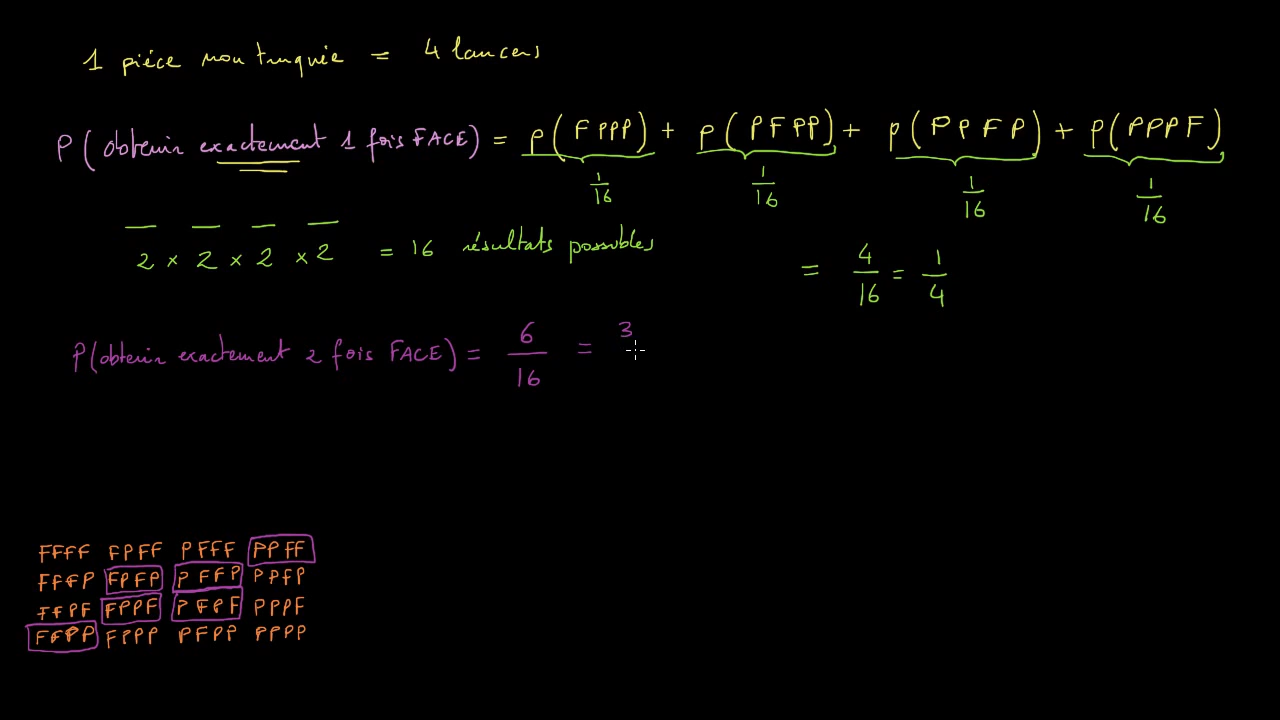 1 piéce non truquée = 4 lancers
P(obtenir exactement 1 fois FACE) = p(FPPP) + p(PFPP) + p(PPFP) + p(PPPF)
1/16 1/16 1/16 1/16
2 × 2 × 2 × 2 = 16 résultats possibles
= 4/16 = 1/4
P(obtenir exactement 2 fois FACE) = 6/16 = 3
FFFF FPFF PFFF PPFF
FFFP FPFP PFFP PPFP
FFPF FPPF PFPF PPPF
FFPP FPPP PFPP PPPP